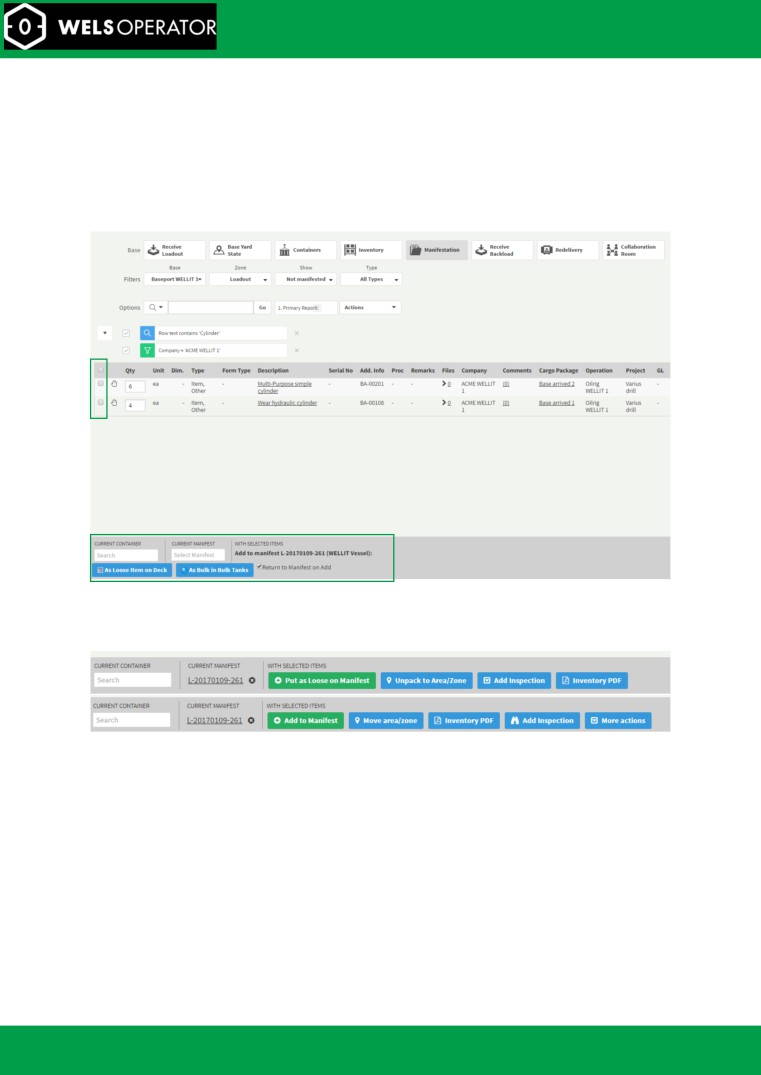 WELSOPERATOR
Base Receive Loadout Base Yard State Containers Inventory Manifestation Receive Backload Redelivery Collaboration Room
Base Zone Show Type
Filters Baseport WELLIT 1 Loadout Not manifested All Types
Options Go 1. Primary Report Actions
Row text contains 'Cylinder'
Company = 'ACME WELLIT 1'
Qty Unit Dim. Type Form Type Description Serial No Add. Info Proc Remarks Files Company Comments Cargo Package Operation Project GL
6 ea - Item, Other - Multi-Purpose simple cylinder - BA-00201 - - 0 ACME WELLIT 1 (0) Base arrived 2 Oilrig WELLIT 1 Varius drill -
4 ea - Item, Other - Wear hydraulic cylinder - BA-00106 - - 0 ACME WELLIT 1 (0) Base arrived 1 Oilrig WELLIT 1 Varius drill -
CURRENT CONTAINER CURRENT MANIFEST WITH SELECTED ITEMS
Search Select Manifest Add to manifest L-20170109-261 (WELLIT Vessel):
As Loose Item on Deck As Bulk in Bulk Tanks Return to Manifest on Add
CURRENT CONTAINER CURRENT MANIFEST WITH SELECTED ITEMS
Search L-20170109-261 Put as Loose on Manifest Unpack to Area/Zone Add Inspection Inventory PDF
CURRENT CONTAINER CURRENT MANIFEST WITH SELECTED ITEMS
Search L-20170109-261 Add to Manifest Move area/zone Inventory PDF Add Inspection More actions